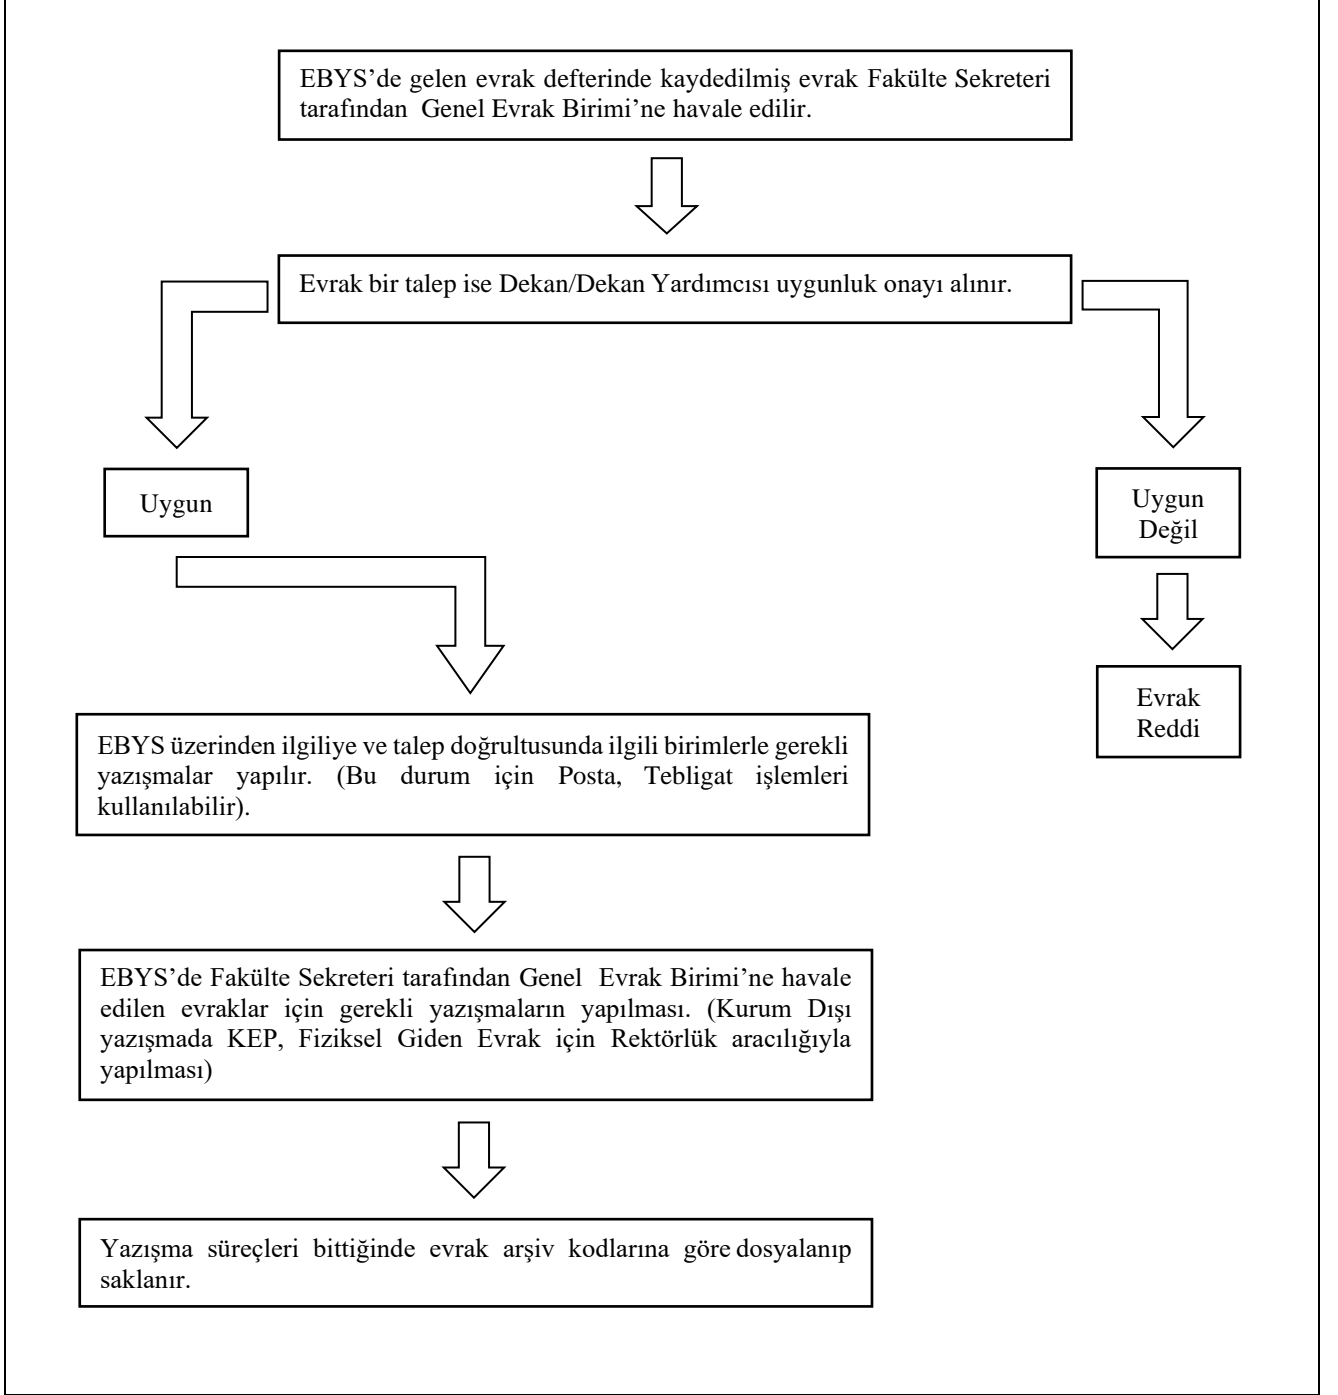 EBYS’de gelen evrak defterinde kaydedilmiş evrak Fakülte Sekreteri
tarafından  Genel Evrak Birimi’ne havale edilir.
Evrak bir talep ise Dekan/Dekan Yardımcısı uygunluk onayı alınır.
Uygun
Uygun
Değil
Evrak
Reddi
EBYS üzerinden ilgiliye ve talep doğrultusunda ilgili birimlerle gerekli
yazışmalar yapılır. (Bu durum için Posta, Tebligat işlemleri
kullanılabilir).
EBYS’de Fakülte Sekreteri tarafından Genel  Evrak Birimi’ne havale
edilen evraklar için gerekli yazışmaların yapılması. (Kurum Dışı
yazışmada KEP, Fiziksel Giden Evrak için Rektörlük aracılığıyla
yapılması)
Yazışma süreçleri bittiğinde evrak arşiv kodlarına göre dosyalanıp
saklanır.